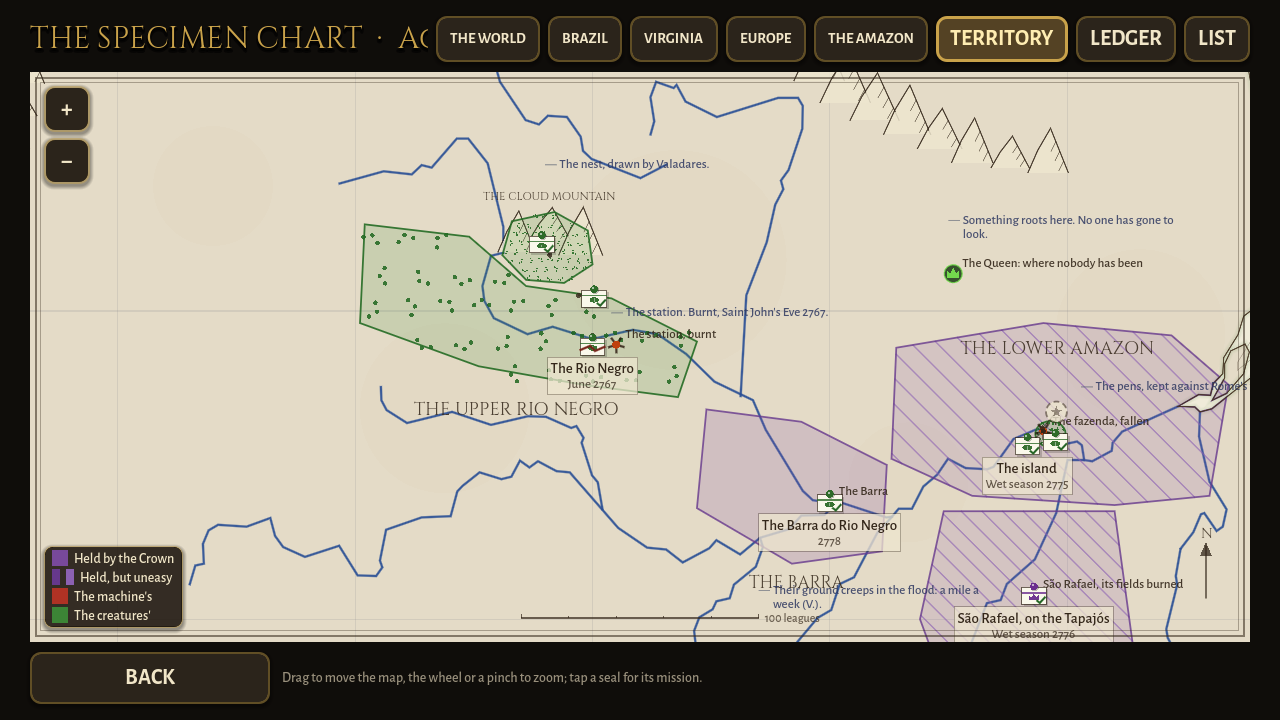 THE SPECIMEN CHART · AC
THE WORLD
BRAZIL
VIRGINIA
EUROPE
THE AMAZON
TERRITORY
LEDGER
LIST
+
−
— The nest, drawn by Valadares.
THE CLOUD MOUNTAIN
— Something roots here. No one has gone to
look.
The Queen: where nobody has been
— The station. Burnt, Saint John's Eve 2767.
The station, burnt
The Rio Negro
June 2767
THE LOWER AMAZON
— The pens, kept against Rome's
THE UPPER RIO NEGRO
fazenda, fallen
The island
Wet season 2775
The Barra
The Barra do Rio Negro
2778
N
Held by the Crown
Held, but uneasy
The machine's
The creatures'
THE BARRA
— Their ground creeps in the flood: a mile a
week (V.).
100 leagues
São Rafael, its fields burned
São Rafael, on the Tapajós
Wet season 2776
BACK
Drag to move the map, the wheel or a pinch to zoom; tap a seal for its mission.